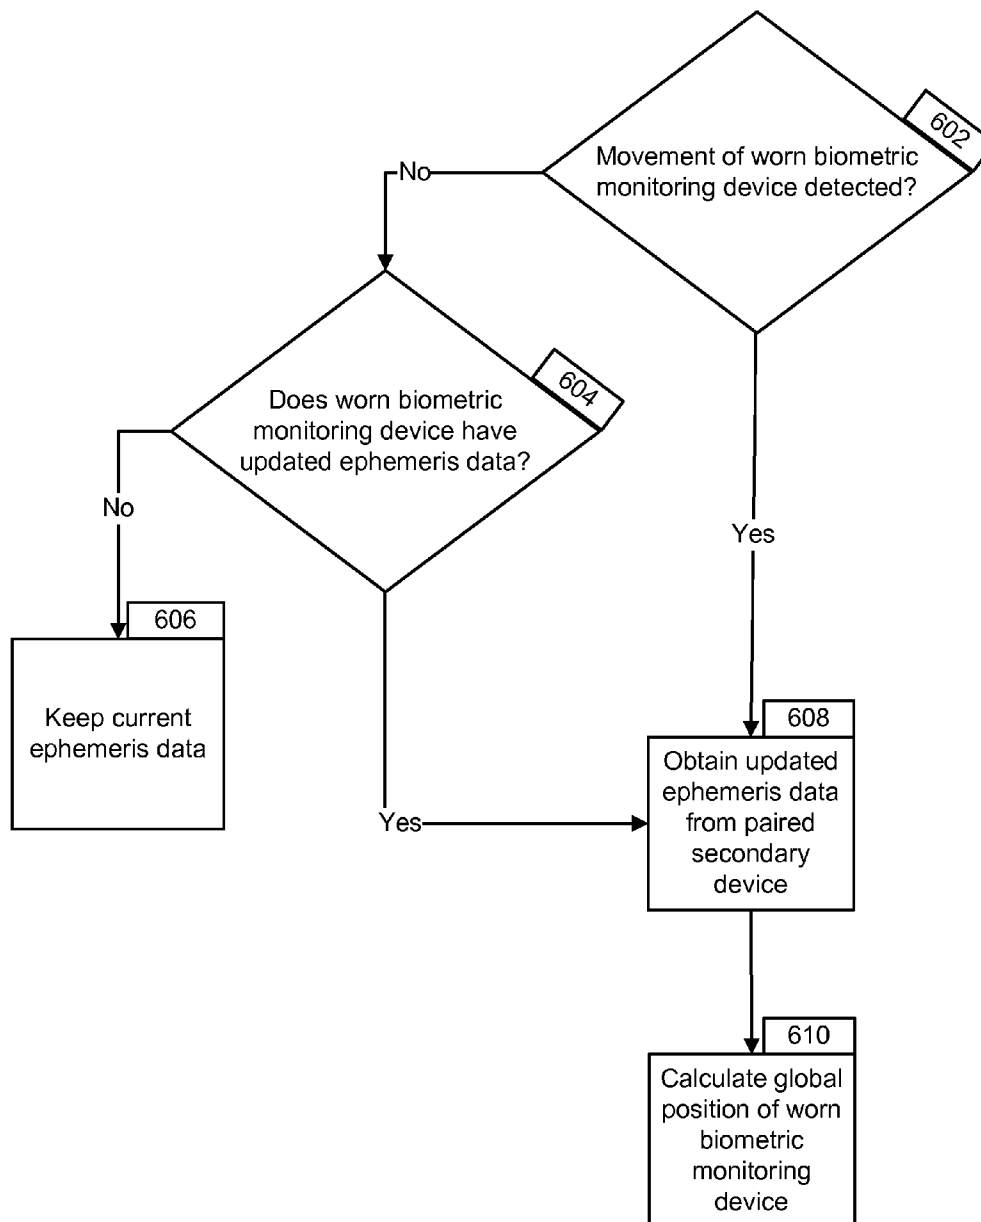 602
Movement of worn biometric
monitoring device detected?
No
604
Does worn biometric
monitoring device have
updated ephemeris data?
No
Yes
606
Keep current
ephemeris data
608
Obtain updated
ephemeris data
from paired
secondary
device
Yes
610
Calculate global
position of worn
biometric
monitoring
device